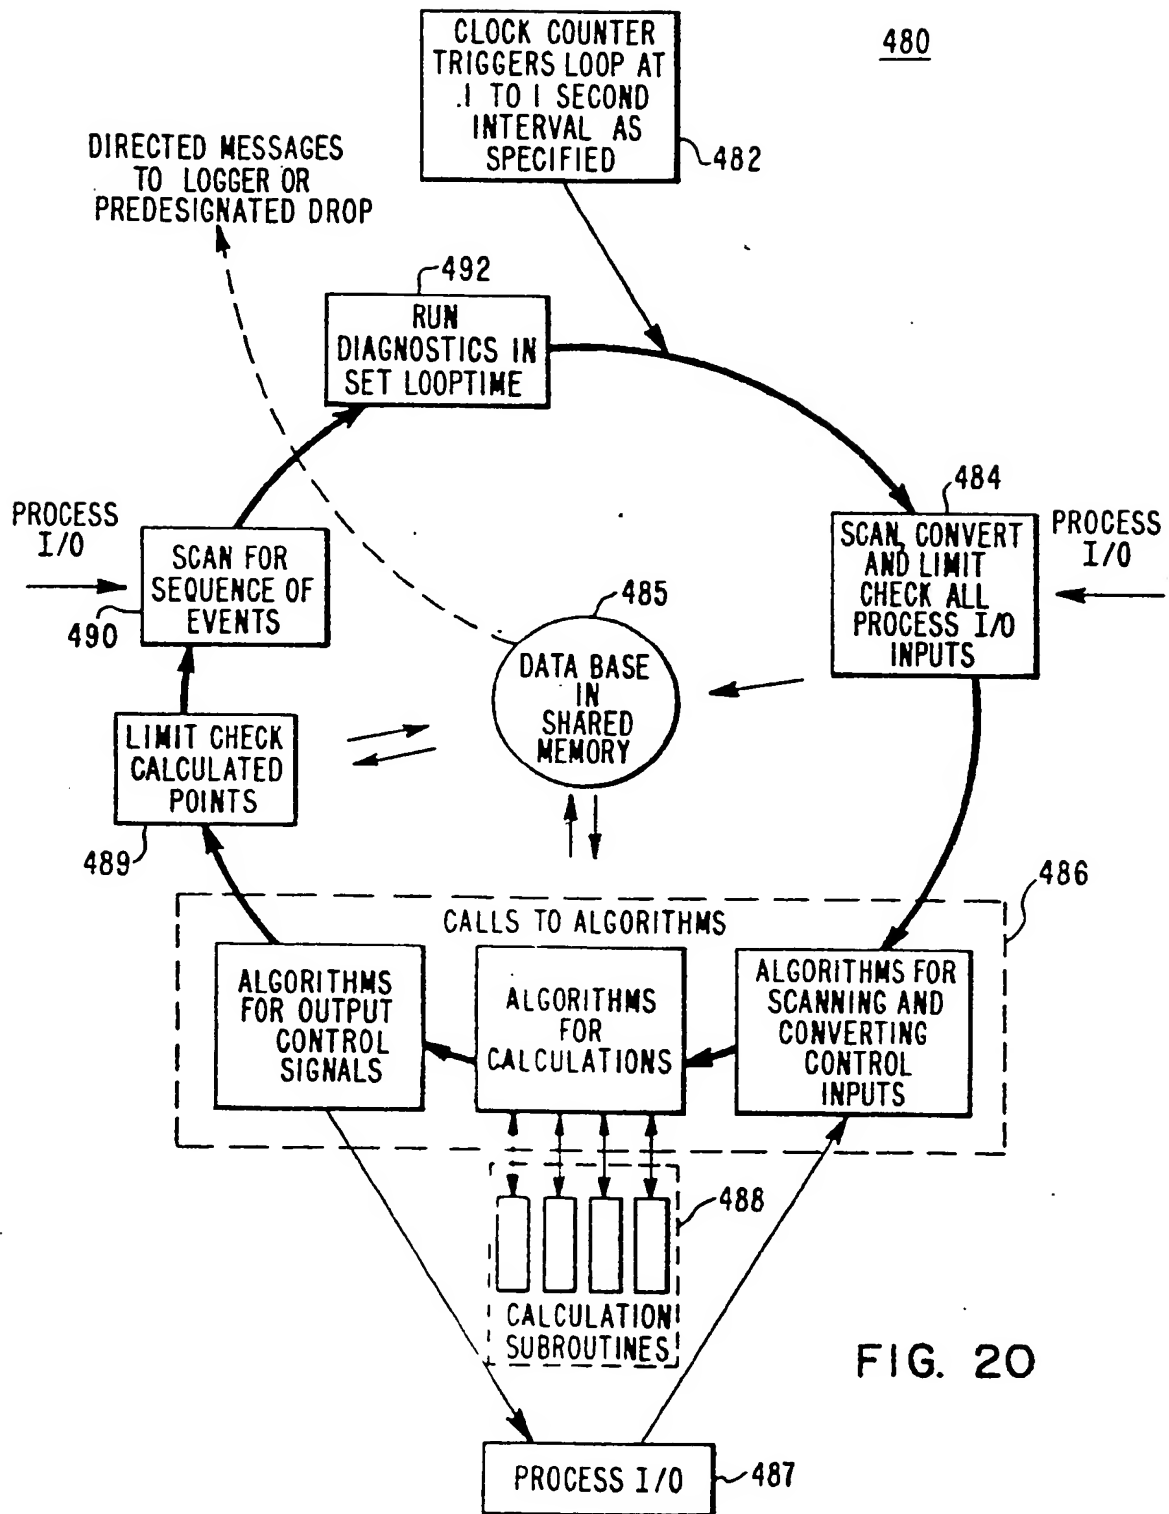 CLOCK COUNTER
TRIGGERS LOOP AT
.1 TO 1 SECOND
INTERVAL AS
SPECIFIED
480
482
DIRECTED MESSAGES
TO LOGGER OR
PREDESIGNATED DROP
492
RUN
DIAGNOSTICS IN
SET LOOPTIME
484
SCAN, CONVERT
AND LIMIT
CHECK ALL
PROCESS I/O
INPUTS
PROCESS
I/O
PROCESS
I/O
SCAN FOR
SEQUENCE OF
EVENTS
490
485
DATA BASE
IN
SHARED
MEMORY
LIMIT CHECK
CALCULATED
POINTS
489
486
CALLS TO ALGORITHMS
ALGORITHMS
FOR OUTPUT
CONTROL
SIGNALS
ALGORITHMS
FOR
CALCULATIONS
ALGORITHMS FOR
SCANNING AND
CONVERTING
CONTROL
INPUTS
488
CALCULATION
SUBROUTINES
FIG. 20
PROCESS I/O
487